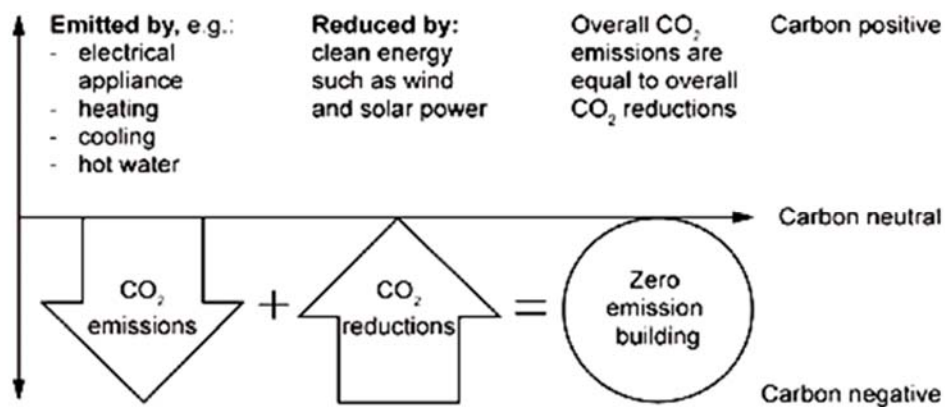 Emitted by, e.g.:
- electrical
appliance
- heating
- cooling
- hot water
Reduced by:
clean energy
such as wind
and solar power
Overall CO₂
emissions are
equal to overall
CO₂ reductions
Carbon positive
Carbon neutral
CO₂
emissions
+
CO₂
reductions
=
Zero
emission
building
Carbon negative